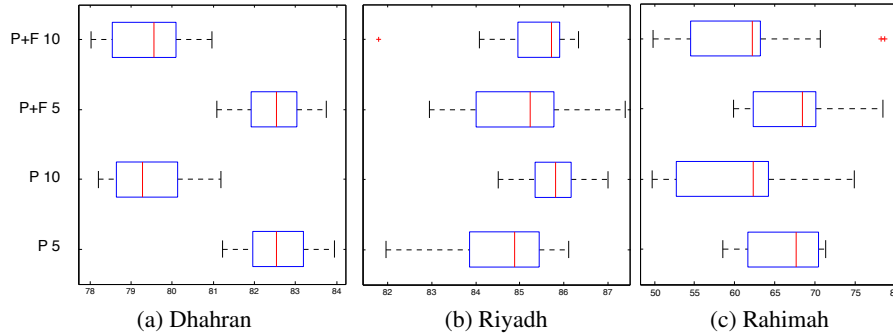 P+F 10
P+F 5
P 10
P 5
78 79 80 81 82 83 84
82 83 84 85 86 87
50 55 60 65 70 75
(a) Dhahran (b) Riyadh (c) Rahimah